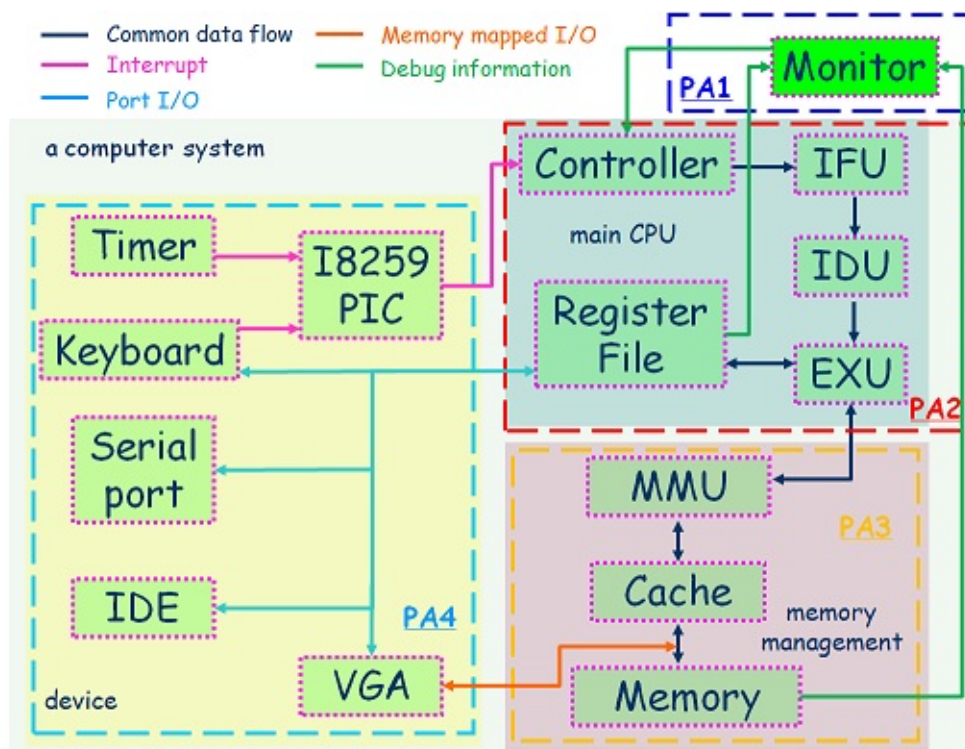 Common data flow
Memory mapped I/O
Interrupt
Debug information
Port I/O
PA1
Monitor
a computer system
Controller
IFU
main CPU
IDU
Register
File
EXU
PA2
Timer
I8259
PIC
Keyboard
Serial
port
IDE
PA4
VGA
device
MMU
PA3
Cache
memory
management
Memory